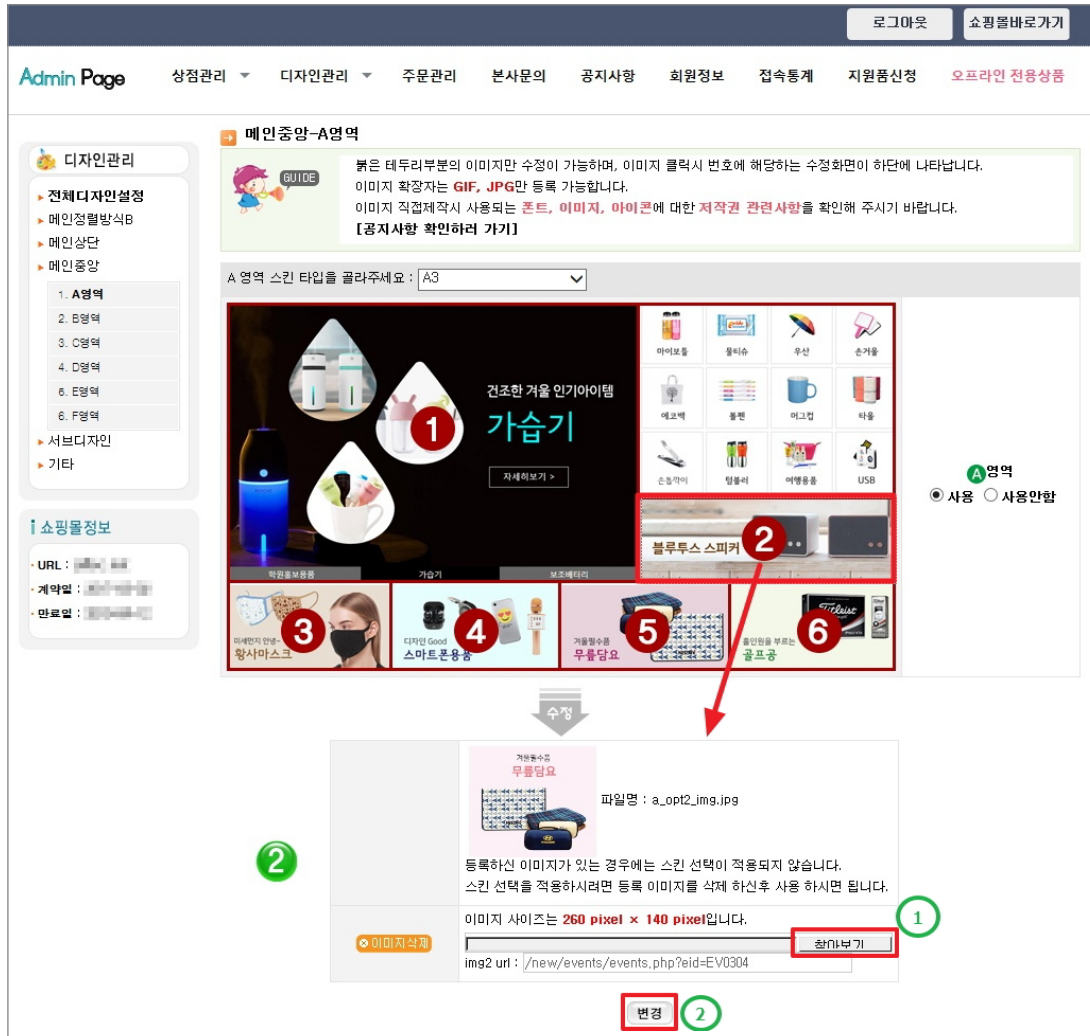 로그아웃
쇼핑몰바로가기
Admin Page
상점관리
디자인관리
주문관리
본사문의
공지사항
회원정보
접속통계
지원품신청
오프라인 전용상품
디자인관리
전체디자인설정
메인정렬방식B
메인상단
메인중앙
1. A영역
2. B영역
3. C영역
4. D영역
6. E영역
6. F영역
서브디자인
기타
쇼핑몰정보
URL :
계약일 :
만료일 :
메인중앙-A영역
GUIDE
붉은 테두리부분의 이미지만 수정이 가능하며, 이미지 클릭시 번호에 해당하는 수정화면이 하단에 나타납니다.
이미지 확장자는 GIF, JPG만 등록 가능합니다.
이미지 직접제작시 사용되는 폰트, 이미지, 아이콘에 대한 저작권 관련사항을 확인해 주시기 바랍니다.
[공지사항 확인하러 가기]
A 영역 스킨 타입을 골라주세요 : A3
건조한 겨울 인기아이템
가습기
자세히보기 >
1
학원홍보용품
가습기
보조배터리
마이보틀
물티슈
우산
손거울
에코백
볼펜
머그컵
타올
손톱깎이
텀블러
여행용품
USB
블루투스 스피커
2
미세먼지 안녕~
황사마스크
3
디자인 Good
스마트폰용품
4
겨울필수품
무릎담요
5
홀인원을 부르는
골프공
Titleist
6
A영역
사용 사용안함
수정
2
겨울필수품
무릎담요
파일명 : a_opt2_img.jpg
등록하신 이미지가 있는 경우에는 스킨 선택이 적용되지 않습니다.
스킨 선택을 적용하시려면 등록 이미지를 삭제 하신후 사용 하시면 됩니다.
이미지삭제
이미지 사이즈는 260 pixel × 140 pixel입니다.
찾아보기
1
img2 url : /new/events/events.php?eid=EV0304
변경
2